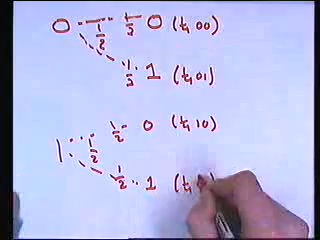 0 1/2 1/2 0 (t, 00)
1/2 1 (t, 01)
1 1/2 1/2 0 (t, 10)
1/2 1 (t,